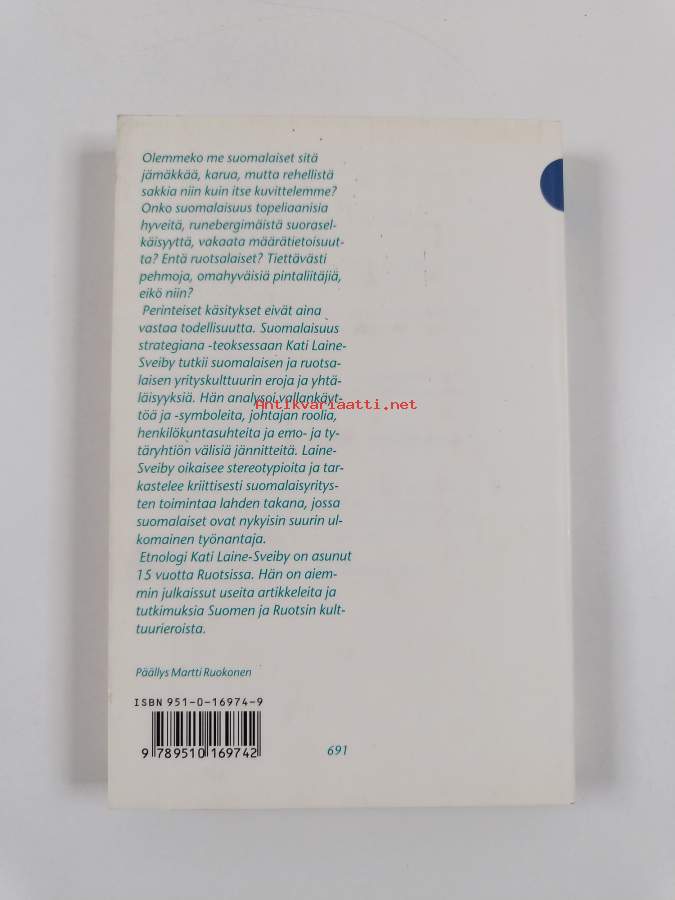 Olemmeko me suomalaiset sitä
jämäkkää, karua, mutta rehellistä
sakkia niin kuin itse kuvittelemme?
Onko suomalaisuus topeliaanisia
hyveitä, runebergimäistä suorasel-
käisyyttä, vakaata määrätietoisuut-
ta? Entä ruotsalaiset? Tiettävästi
pehmoja, omahyväisiä pintaliitäjiä,
eikö niin?
Perinteiset käsitykset eivät aina
vastaa todellisuutta. Suomalaisuus
strategiana -teoksessaan Kati Laine-
Sveiby tutkii suomalaisen ja ruotsa-
laisen yrityskulttuurin eroja ja yhtä-
läisyyksiä. Hän analysoi vallankäyt-
töä ja -symboleita, johtajan roolia,
Antikvariaatti.net
henkilökuntasuhteita ja emo- ja ty-
täryhtiön välisiä jännitteitä. Laine-
Sveiby oikaisee stereotypioita ja tar-
kastelee kriittisesti suomalaisyritys-
ten toimintaa lahden takana, jossa
suomalaiset ovat nykyisin suurin ul-
komainen työnantaja.
Etnologi Kati Laine-Sveiby on asunut
15 vuotta Ruotsissa. Hän on aiem-
min julkaissut useita artikkeleita ja
tutkimuksia Suomen ja Ruotsin kult-
tuurieroista.
Päällys Martti Ruokonen
ISBN 951-0-16974-9
9 789510 169742
691